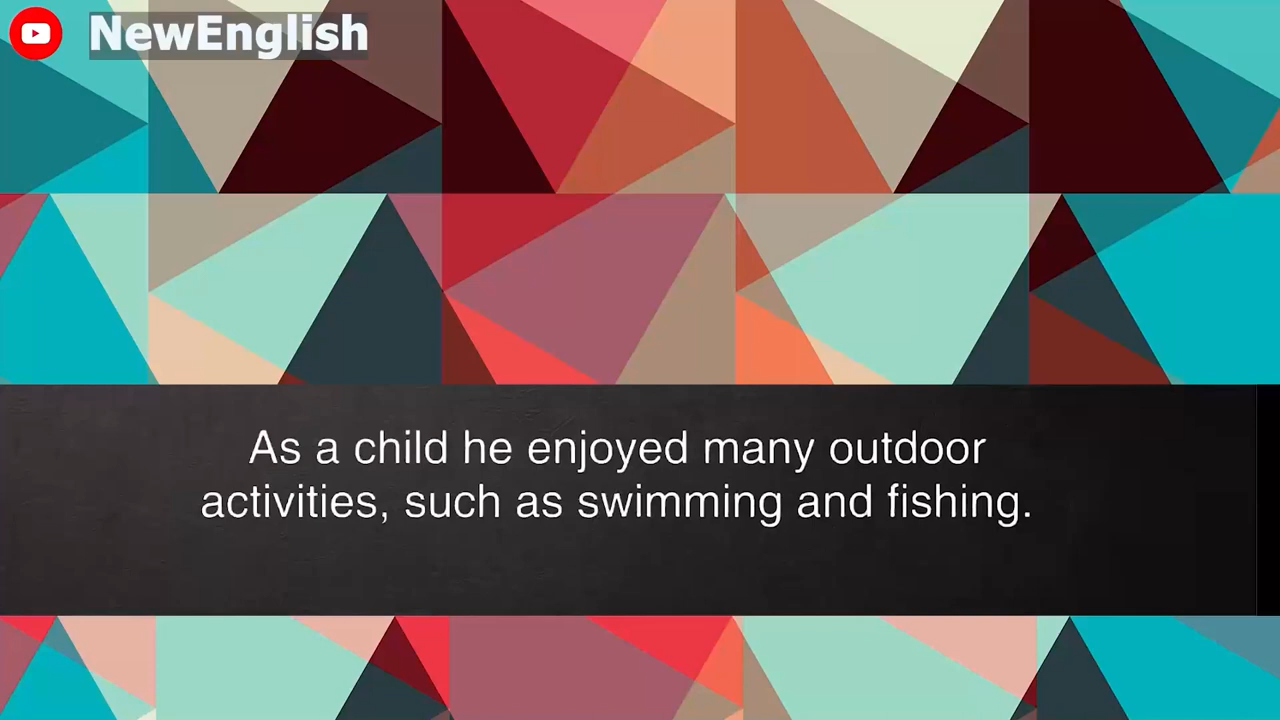 NewEnglish
As a child he enjoyed many outdoor
activities, such as swimming and fishing.